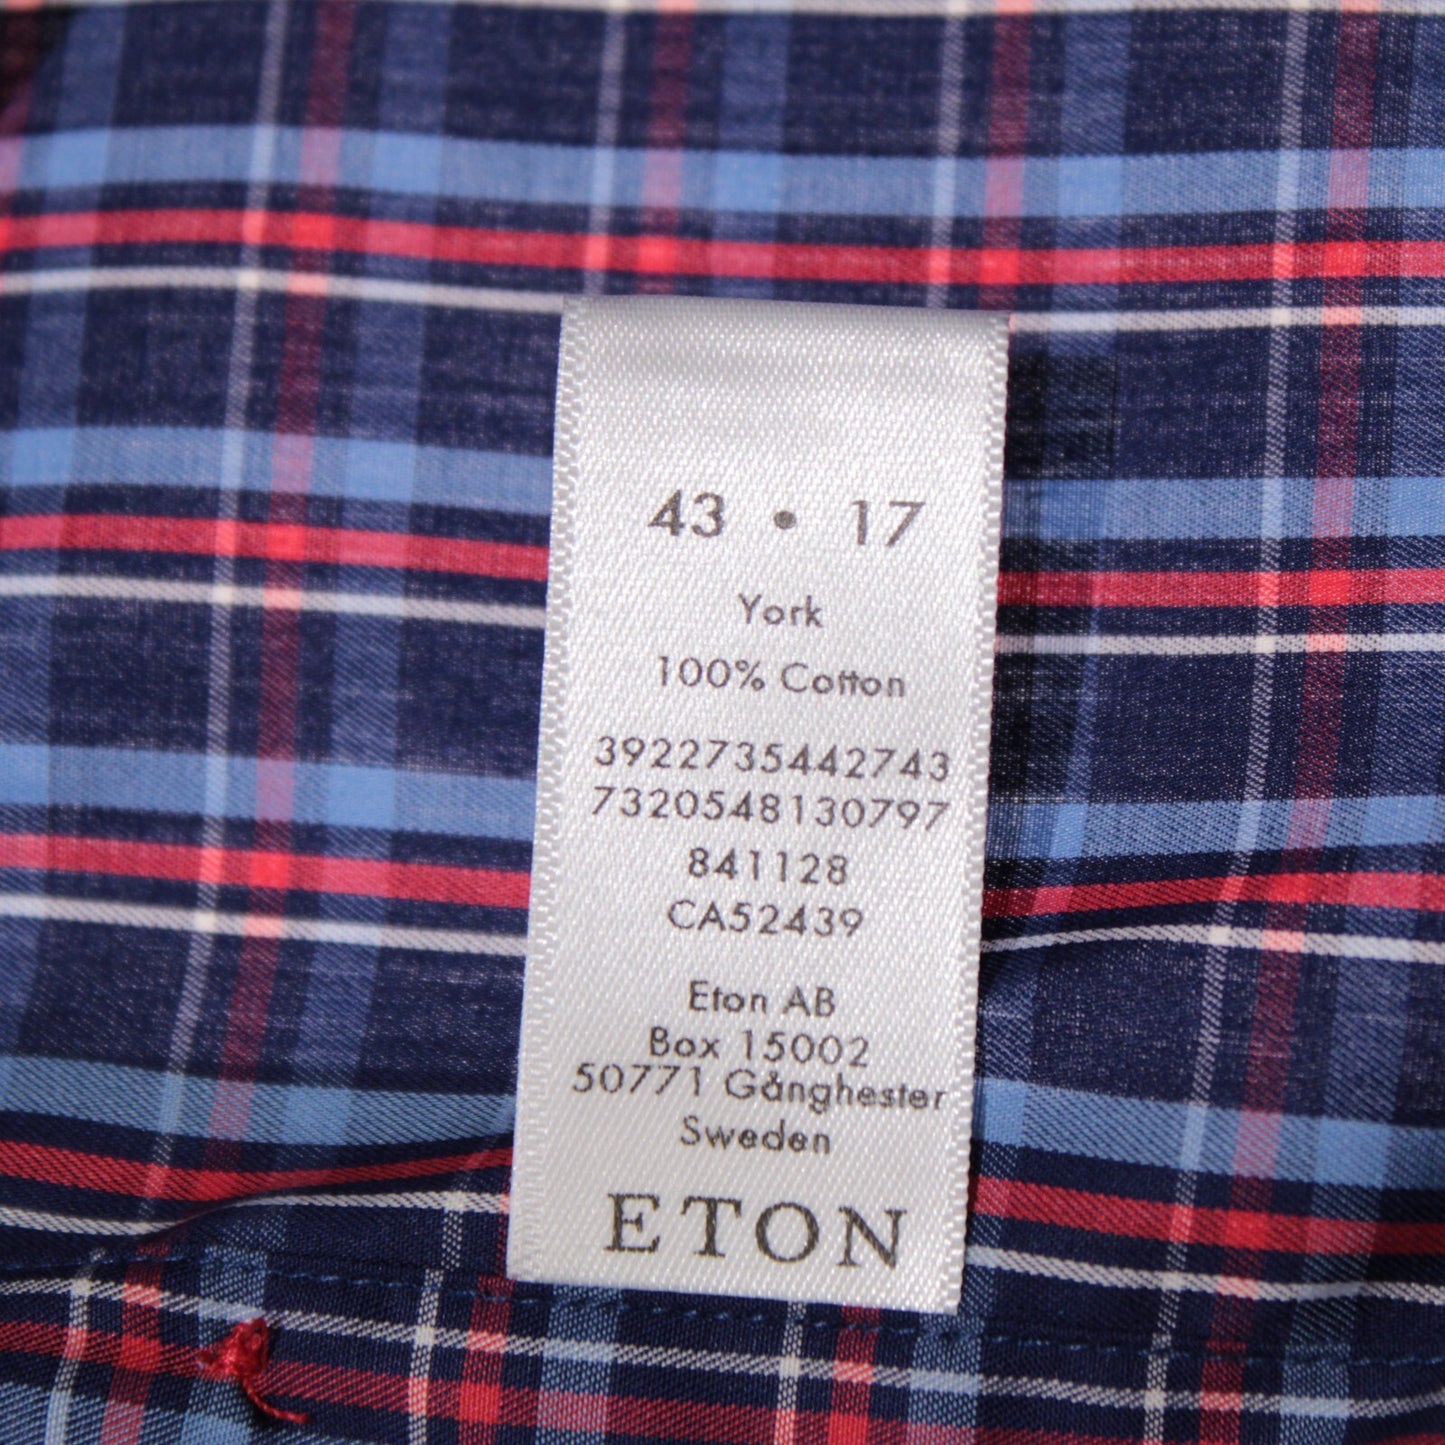 43 • 17
York
100% Cotton
3922735442743
7320548130797
841128
CA52439
Eton AB
Box 15002
50771 Gånghester
Sweden
ETON